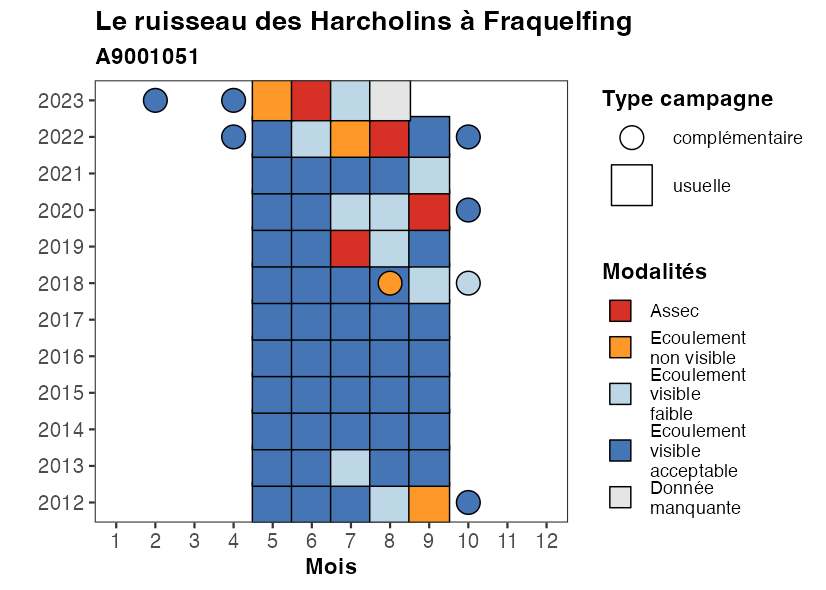 Le ruisseau des Harcholins à Fraquelfing
A9001051
2023
2022
2021
2020
2019
2018
2017
2016
2015
2014
2013
2012
1 2 3 4 5 6 7 8 9 10 11 12
Mois
Type campagne
complémentaire
usuelle
Modalités
Assec
Ecoulement
non visible
Ecoulement
visible
faible
Ecoulement
visible
acceptable
Donnée
manquante